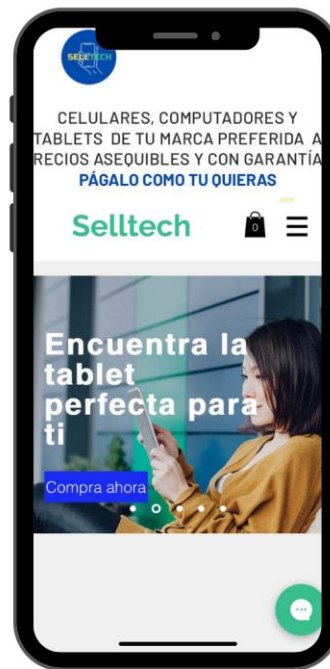 SELLTECH
CELULARES, COMPUTADORES Y
TABLETS DE TU MARCA PREFERIDA A
RECIOS ASEQUIBLES Y CON GARANTÍA
PÁGALO COMO TU QUIERAS
Selltech
0
Encuentra la
tablet
perfecta para
ti
Compra ahora